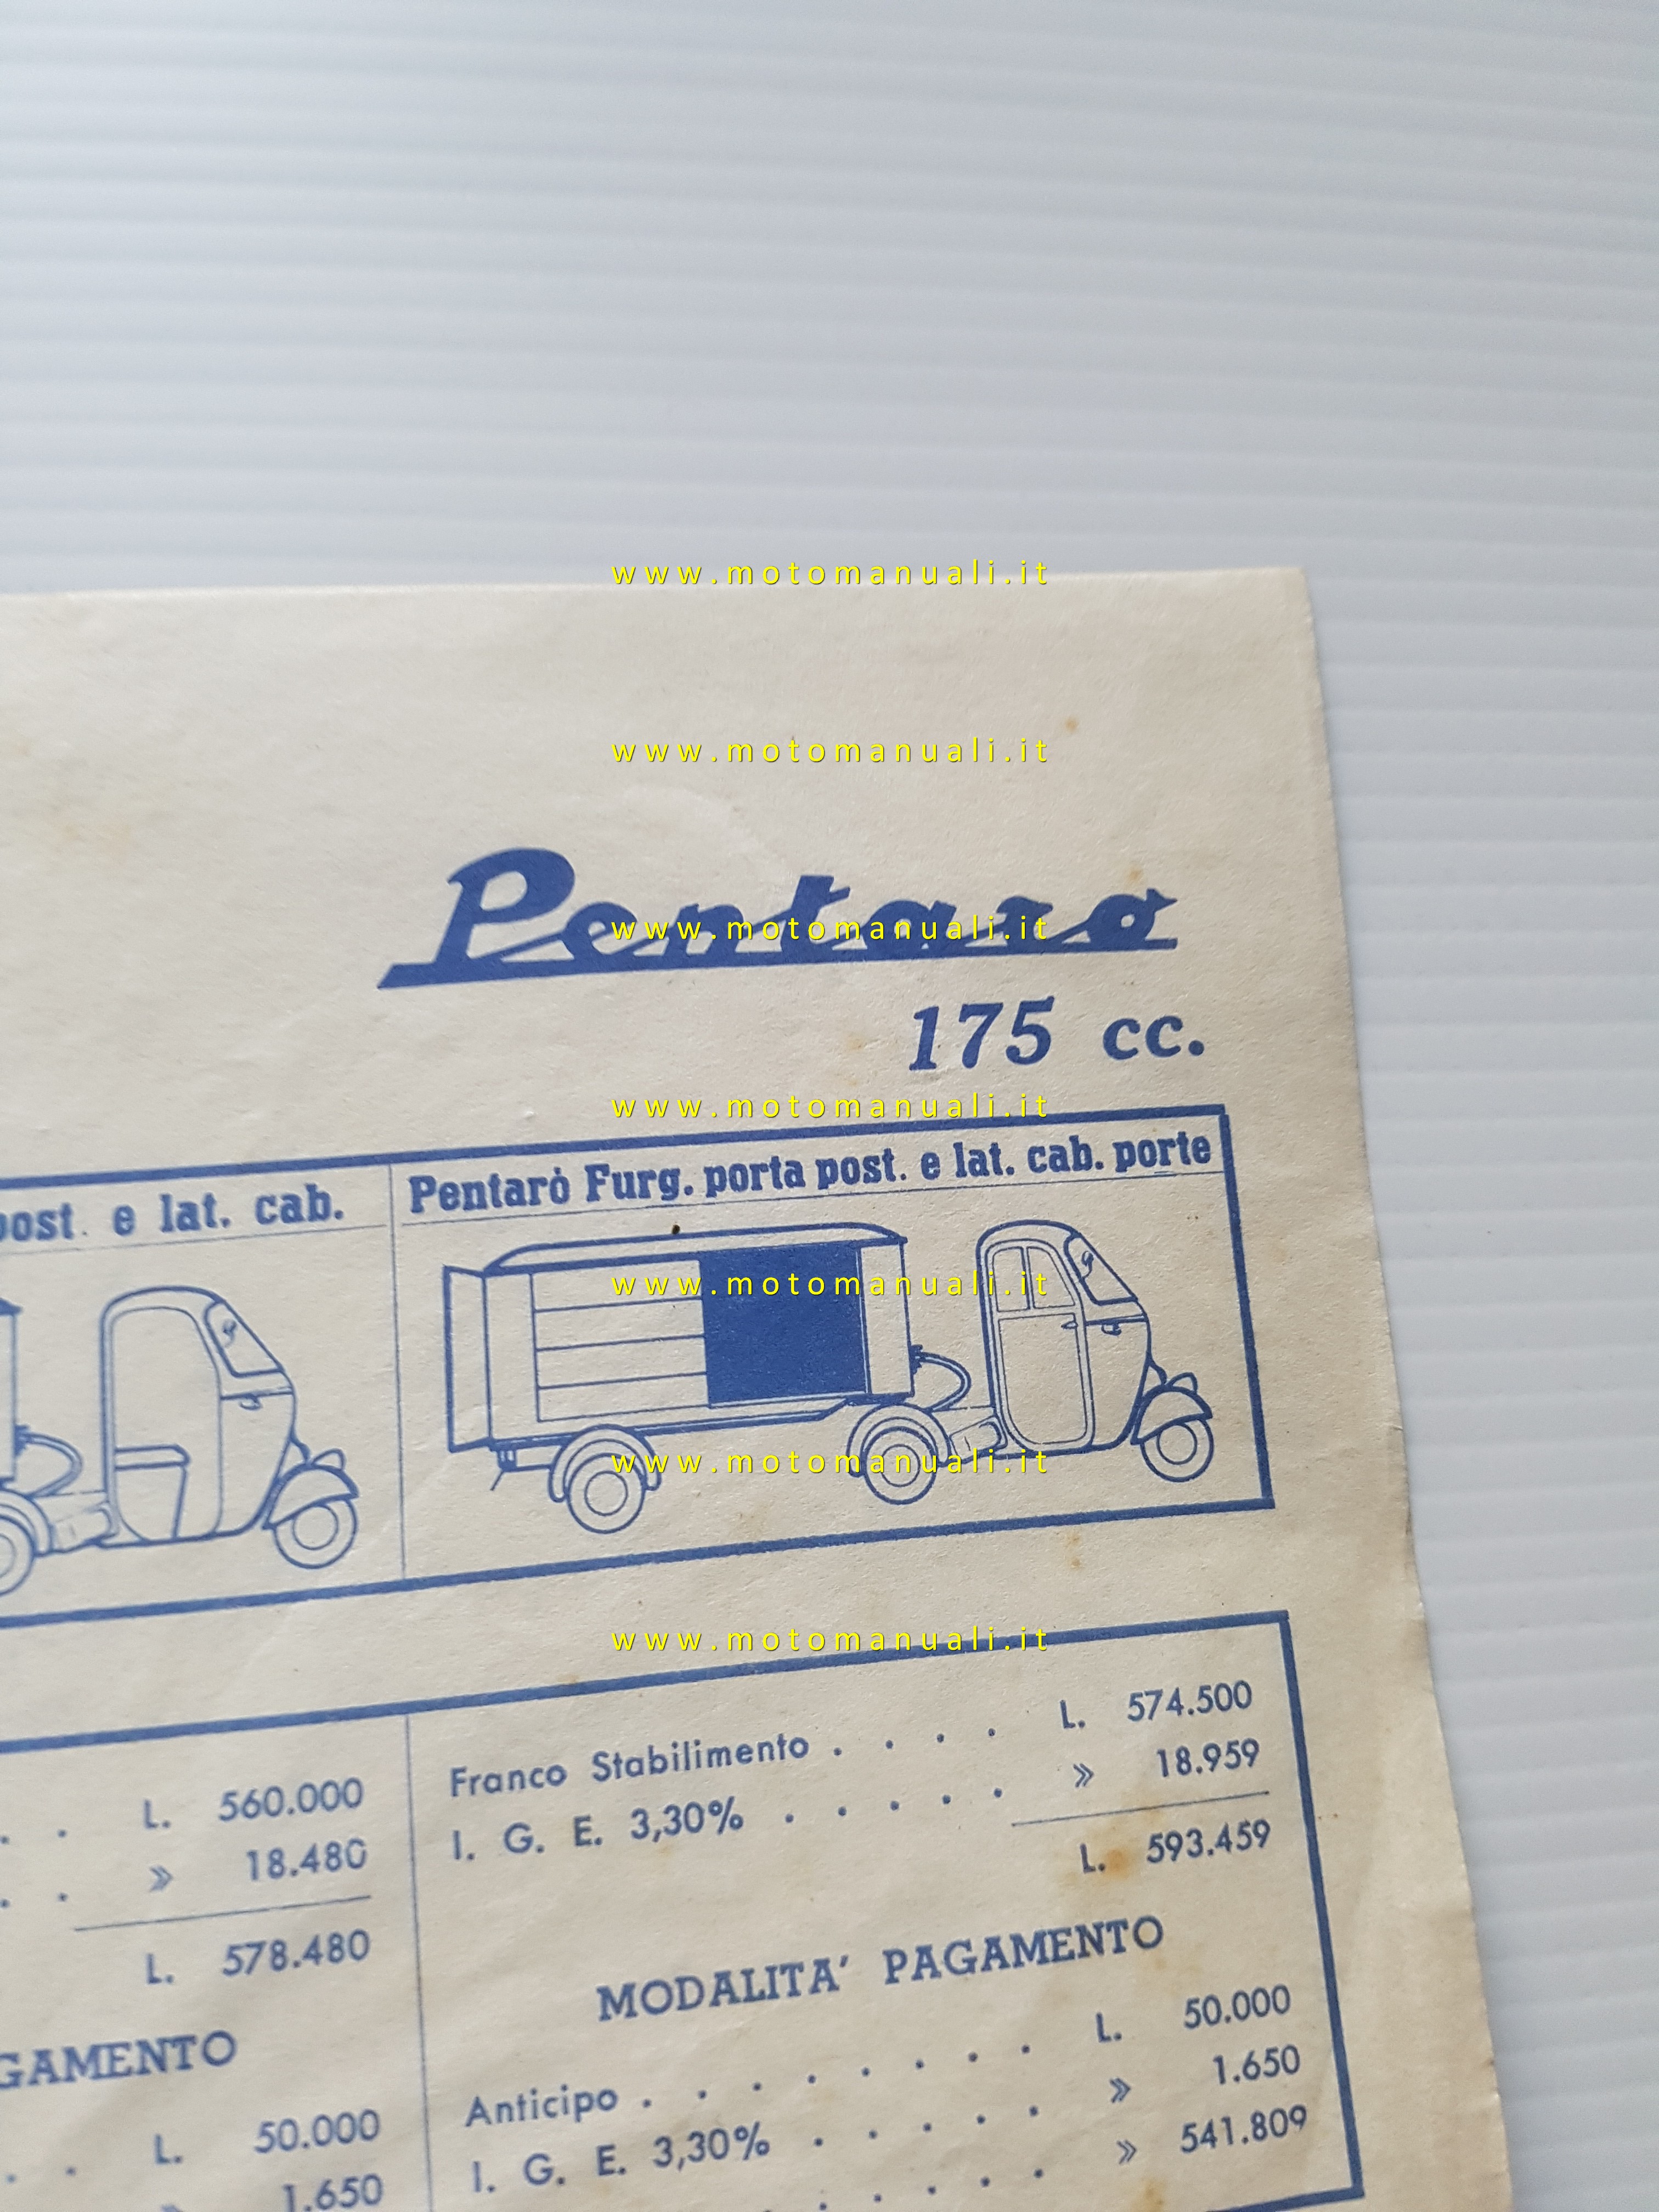 www.motomanuali.it
www.motomanuali.it
Pentarò
www.motomanuali.it
175 cc.
www.motomanuali.it
post. e lat. cab.
Pentarò Furg. porta post. e lat. cab. porte
www.motomanuali.it
www.motomanuali.it
www.motomanuali.it
. . L. 560.000
. . » 18.480
L. 578.480
Franco Stabilimento . . . . L. 574.500
I. G. E. 3,30% . . . . . » 18.959
L. 593.459
GAMENTO
. . L. 50.000
» 1.650
MODALITA' PAGAMENTO
Anticipo . . . . . . . . L. 50.000
I. G. E. 3,30% . . . . . » 1.650
. . . . . » 541.809